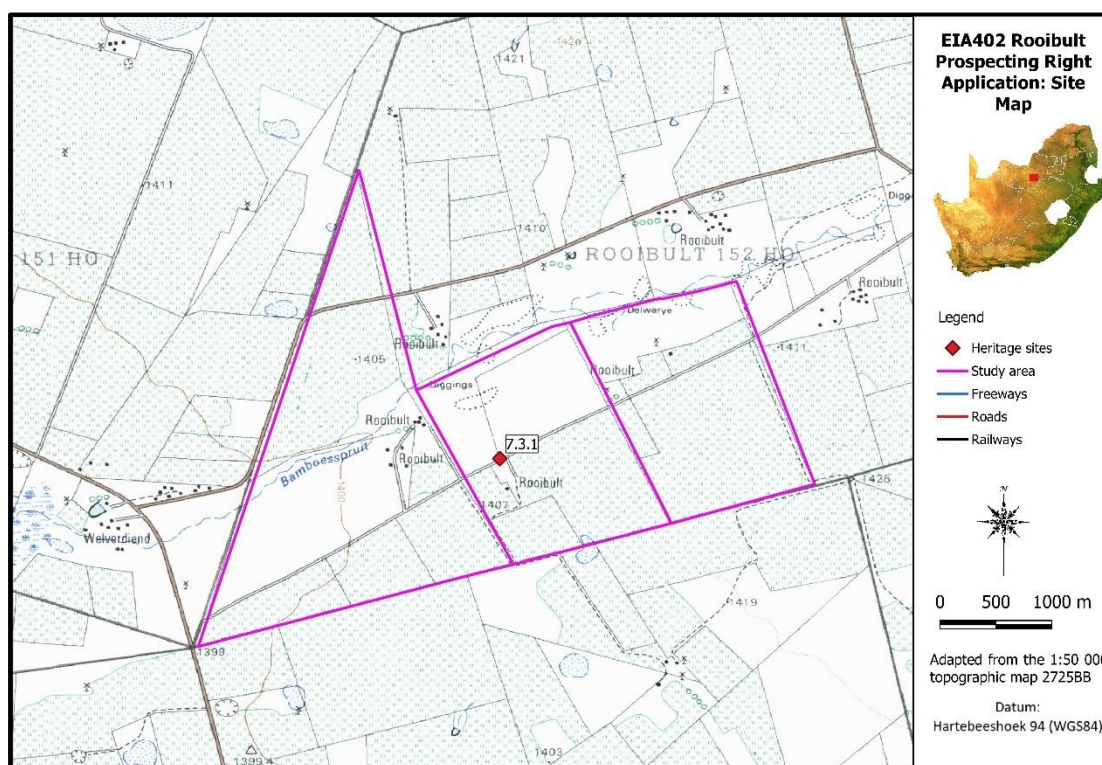 1421
1420
1411
1410
151 HO
ROOIBULT 152 HO
Rooibult
Digg
Rooibult
Rooibult
Delwerye
1405
Rooibult
1411
Diggings
Rooibult
Rooibult
7.3.1
Bamboesspruit
1400
Rooibult
1407
1426
Welverdiend
1419
1399
1403
1399.4
EIA402 Rooibult
Prospecting Right
Application: Site
Map
Legend
Heritage sites
Study area
Freeways
Roads
Railways
0 500 1000 m
Adapted from the 1:50 000
topographic map 2725BB
Datum:
Hartebeeshoek 94 (WGS84)